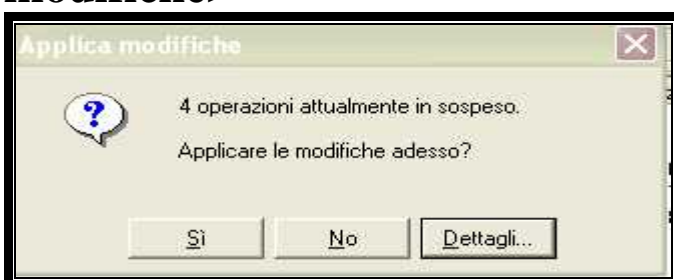 Applica modifiche
4 operazioni attualmente in sospeso.
Applicare le modifiche adesso?
Sì No Dettagli...